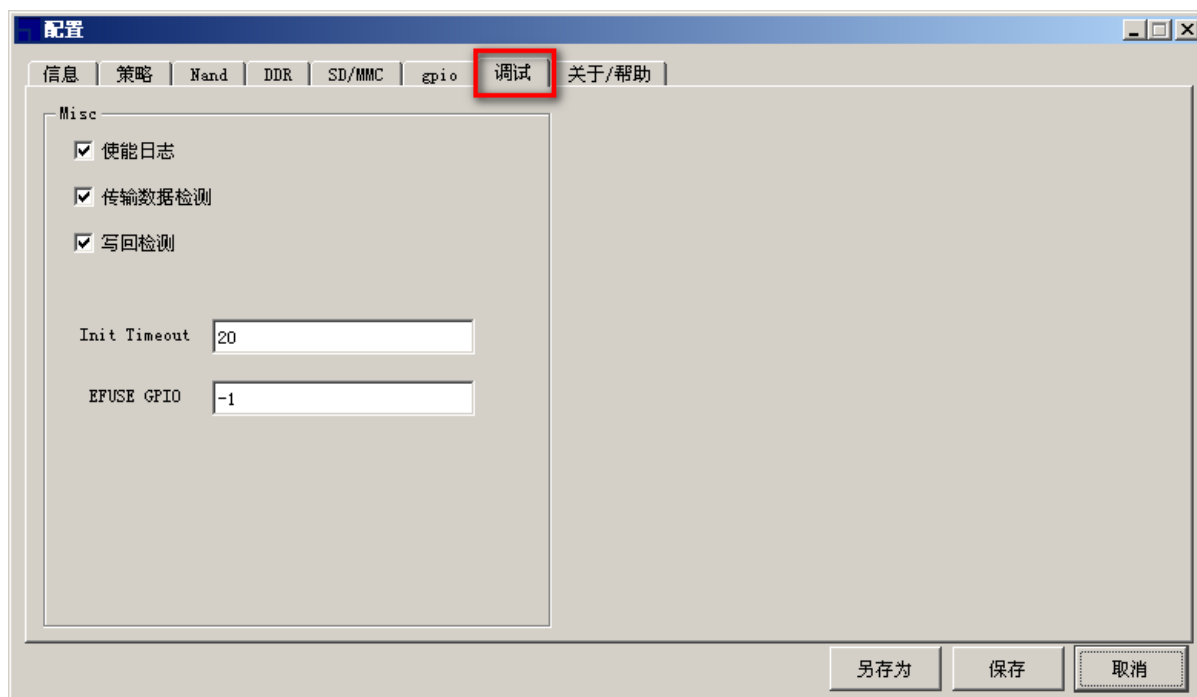 配置
信息 策略 Nand DDR SD/MMC gpio 调试 关于/帮助
Misc
使能日志
传输数据检测
写回检测
Init Timeout 20
EFUSE GPIO -1
另存为 保存 取消